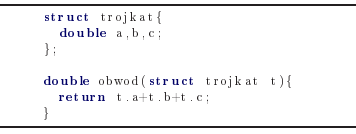 struct trojkat{
double a,b,c;
};
double obwod(struct trojkat t){
return t.a+t.b+t.c;
}